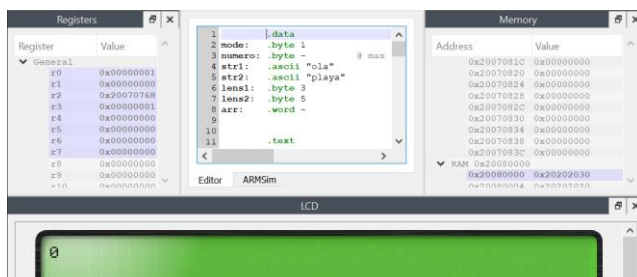 Registers
Register Value
General
r0 0x00000001
r1 0x00000000
r2 0x20070768
r3 0x00000001
r4 0x00000000
r5 0x00000000
r6 0x00000000
r7 0x00000000
r8 0x00000000
r9 0x00000000
r10 0x00000000
1 .data
2 mode: .byte 1
3 numero: .byte - @ max
4 str1: .ascii "ola"
5 str2: .ascii "playa"
6 lens1: .byte 3
7 lens2: .byte 5
8 arr: .word -
9
10
11 .text
Editor ARMSim
Memory
Address Value
0x2007081C 0x00000000
0x20070820 0x00000000
0x20070824 0x00000000
0x20070828 0x00000000
0x2007082C 0x00000000
0x20070830 0x00000000
0x20070834 0x00000000
0x20070838 0x00000000
0x2007083C 0x00000000
RAM 0x20080000
0x20080000 0x20202030
0x20080004 0x20202020
LCD
0